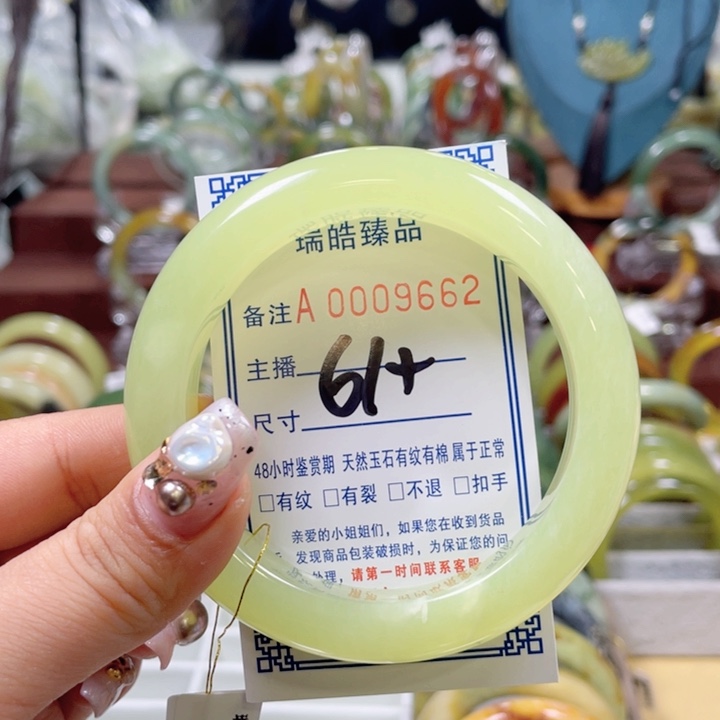 瑞皓臻品
备注A 0009662
主播
61+
尺寸
48小时鉴赏期 天然玉石有纹有棉属于正常
□有纹 □有裂 □不退 □扣手
亲爱的小姐姐们，如果您在收到货品
发现商品包装破损时，为保证您的问
处理，请第一时间联系客服